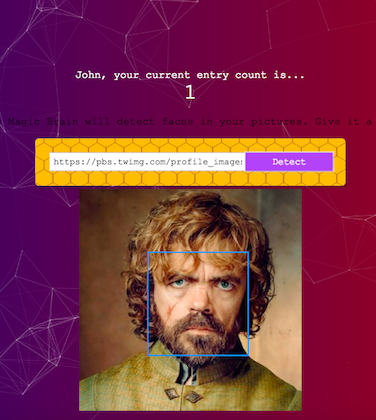 John, your current entry count is...
1
Magic Brain will detect faces in your pictures. Give it a
https://pbs.twimg.com/profile_image
Detect